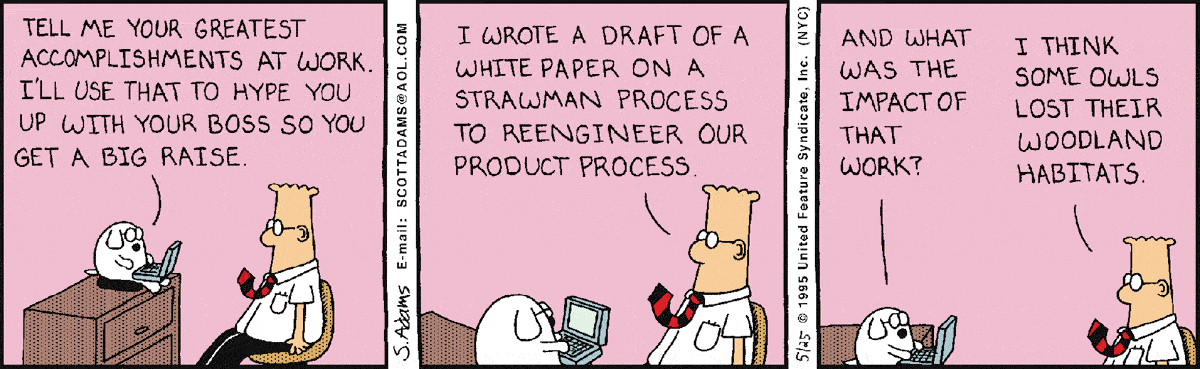 TELL ME YOUR GREATEST
ACCOMPLISHMENTS AT WORK.
I'LL USE THAT TO HYPE YOU
UP WITH YOUR BOSS SO YOU
GET A BIG RAISE.
S. Adams E-mail: SCOTTADAMS@AOL.COM
I WROTE A DRAFT OF A
WHITE PAPER ON A
STRAWMAN PROCESS
TO REENGINEER OUR
PRODUCT PROCESS.
5/25 © 1995 United Feature Syndicate, Inc. (NYC)
AND WHAT
WAS THE
IMPACT OF
THAT
WORK?
I THINK
SOME OWLS
LOST THEIR
WOODLAND
HABITATS.